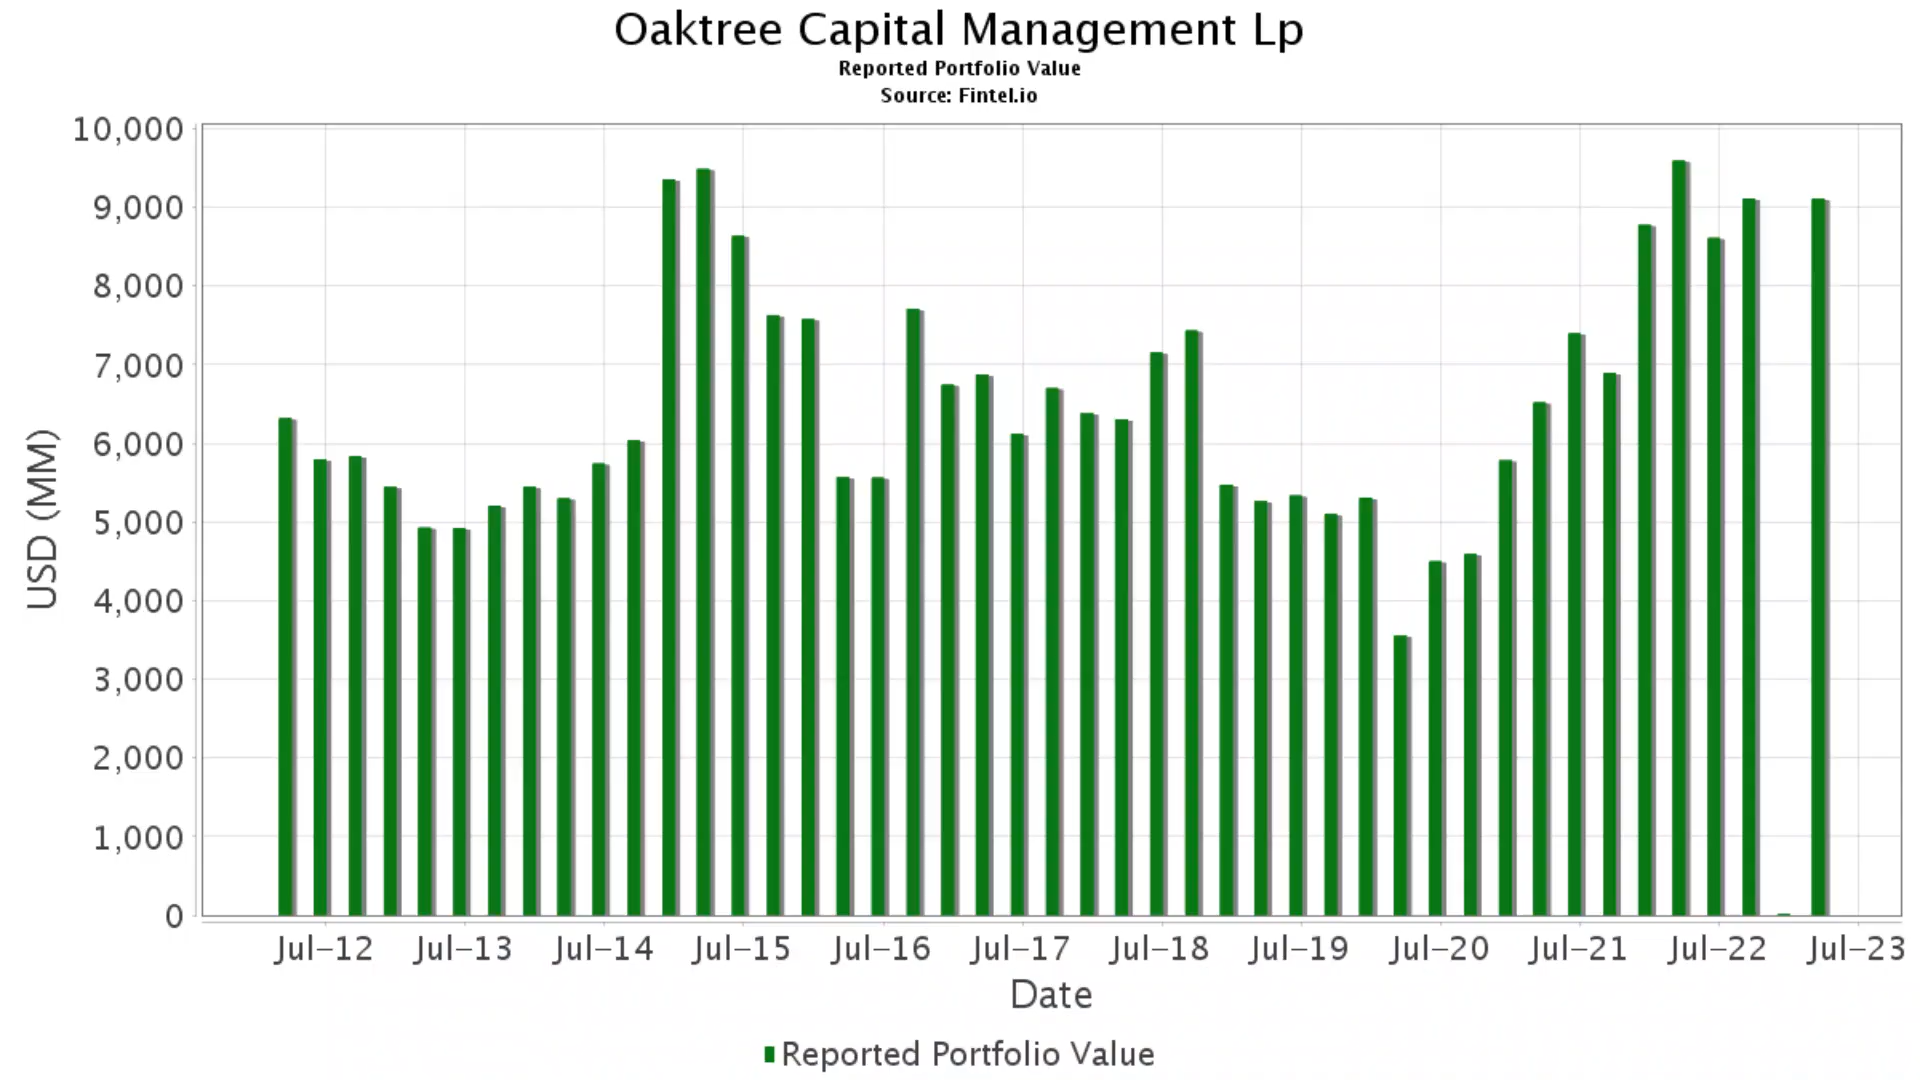 Oaktree Capital Management Lp
Reported Portfolio Value
Source: Fintel.io
10,000
9,000
8,000
7,000
6,000
5,000
4,000
3,000
2,000
1,000
0
USD (MM)
Jul–12 Jul–13 Jul–14 Jul–15 Jul–16 Jul–17 Jul–18 Jul–19 Jul–20 Jul–21 Jul–22 Jul–23
Date
Reported Portfolio Value